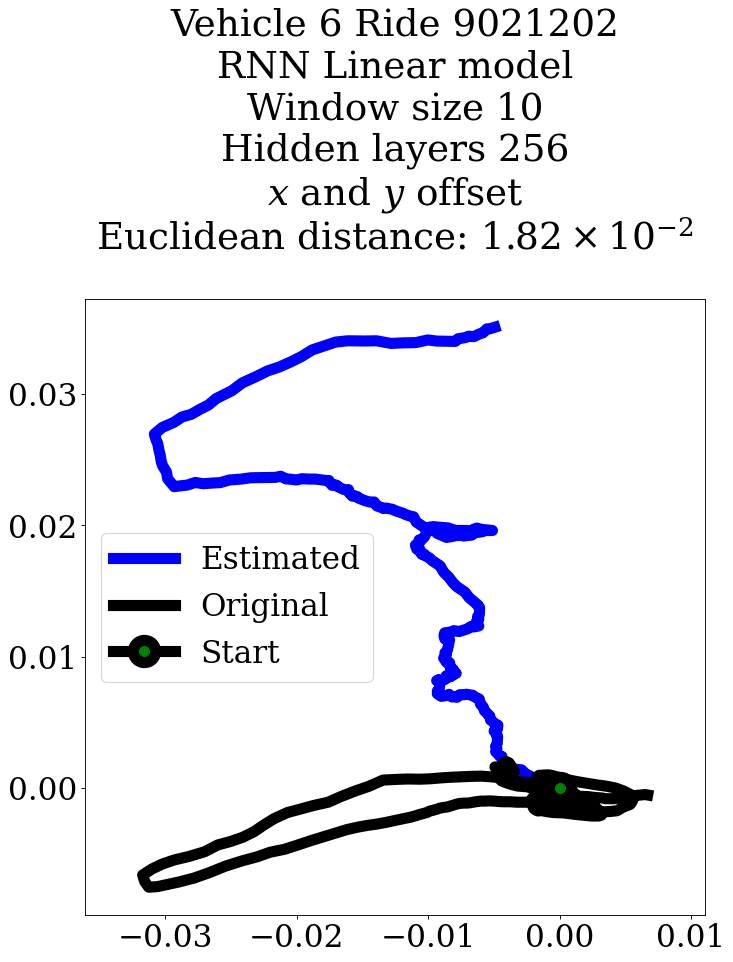 Vehicle 6 Ride 9021202
RNN Linear model
Window size 10
Hidden layers 256
x and y offset
Euclidean distance: 1.82 × 10⁻²
0.03
0.02
Estimated
Original
0.01
Start
0.00
−0.03 −0.02 −0.01 0.00 0.01